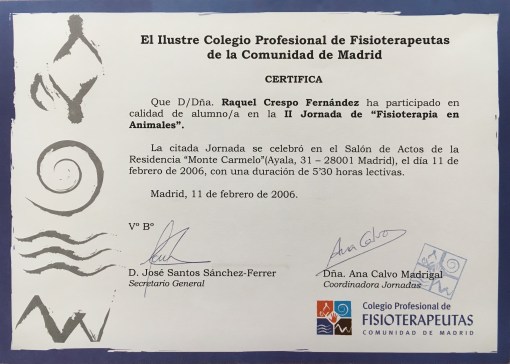 El Ilustre Colegio Profesional de Fisioterapeutas
de la Comunidad de Madrid
CERTIFICA
Que D/Dña. Raquel Crespo Fernández ha participado en
calidad de alumno/a en la II Jornada de “Fisioterapia en
Animales”.
La citada Jornada se celebró en el Salón de Actos de la
Residencia “Monte Carmelo”(Ayala, 31 – 28001 Madrid), el día 11 de
febrero de 2006, con una duración de 5’30 horas lectivas.
Madrid, 11 de febrero de 2006.
Vº Bº
Ana Calvo
D. José Santos Sánchez-Ferrer
Secretario General
Dña. Ana Calvo Madrigal
Coordinadora Jornadas
Colegio Profesional de
FISIOTERAPEUTAS
COMUNIDAD DE MADRID